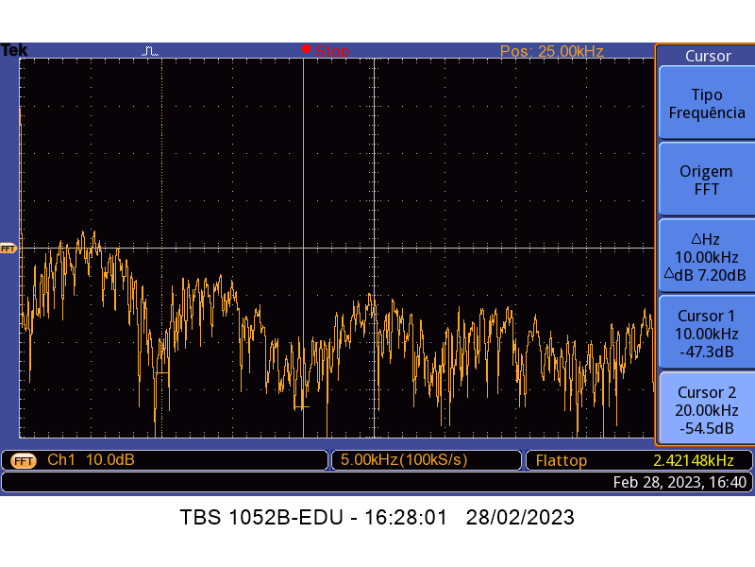 Tek Stop Pos: 25.00kHz
Cursor
Tipo
Frequência
Origem
FFT
△Hz
10.00kHz
△dB 7.20dB
Cursor 1
10.00kHz
-47.3dB
Cursor 2
20.00kHz
-54.5dB
FFT
FFT Ch1 10.0dB 5.00kHz(100kS/s) Flattop 2.42148kHz
Feb 28, 2023, 16:40
TBS 1052B-EDU - 16:28:01 28/02/2023